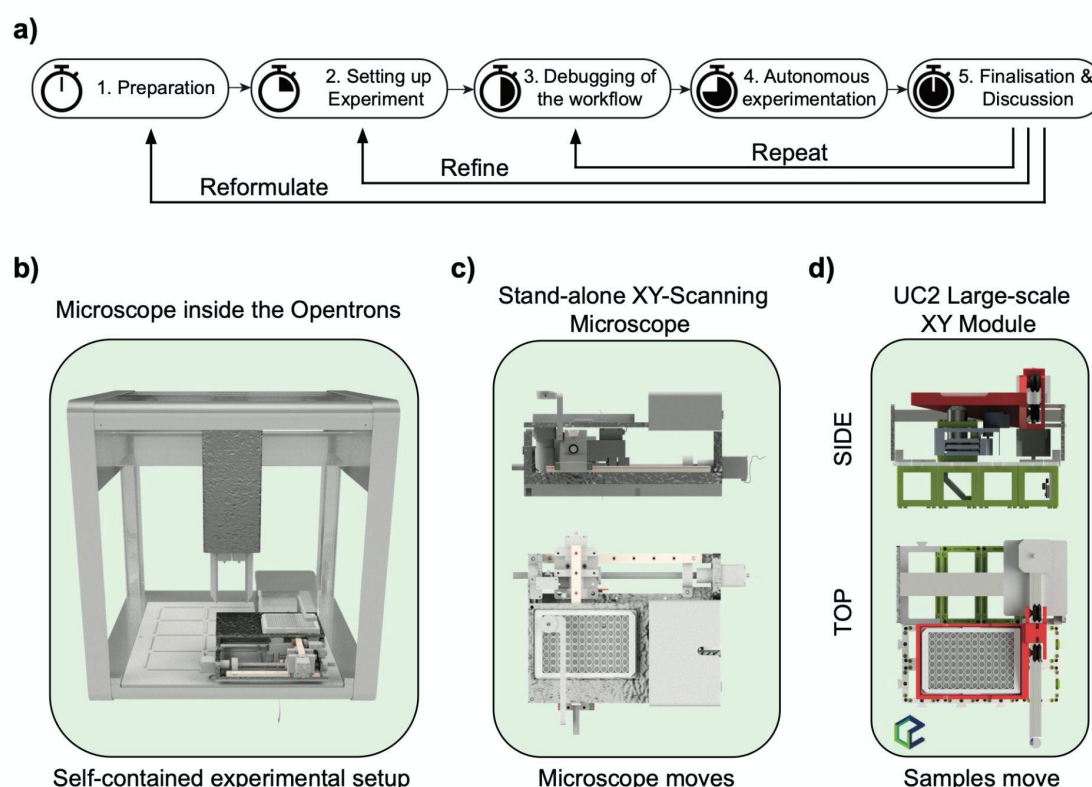 a)
1. Preparation
2. Setting up
Experiment
3. Debugging of
the workflow
4. Autonomous
experimentation
5. Finalisation &
Discussion
Repeat
Refine
Reformulate
b)
Microscope inside the Opentrons
Self-contained experimental setup
c)
Stand-alone XY-Scanning
Microscope
Microscope moves
d)
UC2 Large-scale
XY Module
SIDE
TOP
Samples move